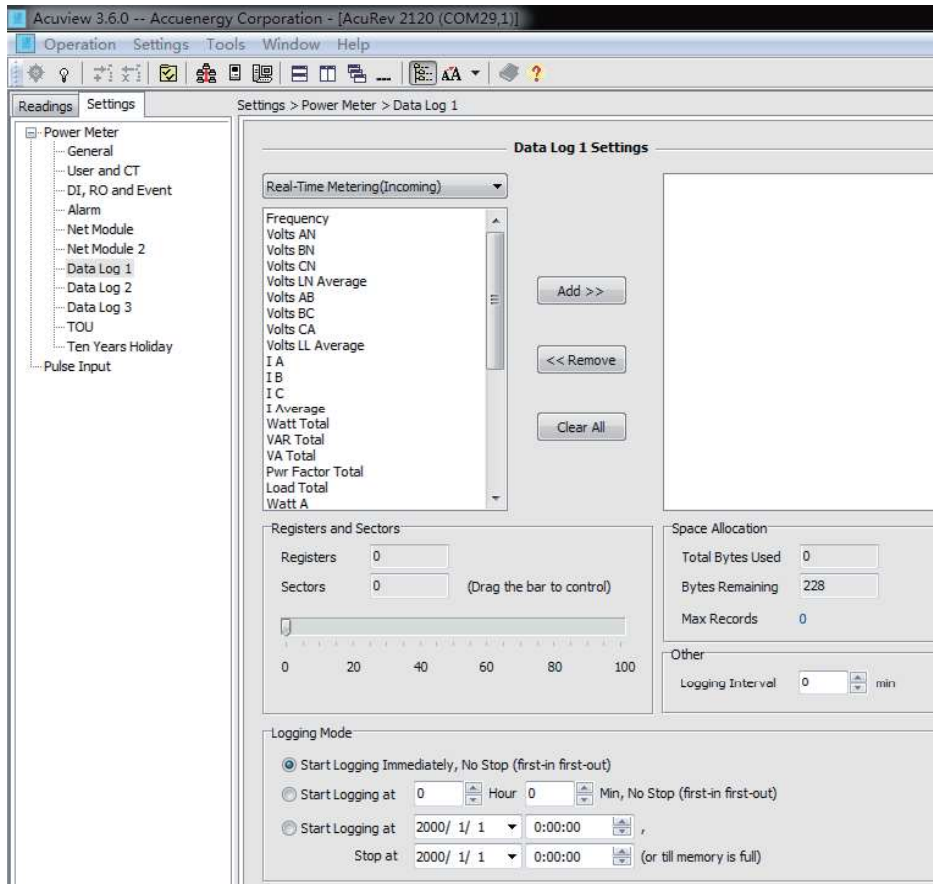 Acuview 3.6.0 -- Accuenergy Corporation - [AcuRev 2120 (COM29,1)]
Operation Settings Tools Window Help
Readings Settings
Settings > Power Meter > Data Log 1
Power Meter
General
User and CT
DI, RO and Event
Alarm
Net Module
Net Module 2
Data Log 1
Data Log 2
Data Log 3
TOU
Ten Years Holiday
Pulse Input
Data Log 1 Settings
Real-Time Metering(Incoming)
Frequency
Volts AN
Volts BN
Volts CN
Volts LN Average
Volts AB
Volts BC
Volts CA
Volts LL Average
I A
I B
I C
I Average
Watt Total
VAR Total
VA Total
Pwr Factor Total
Load Total
Watt A
Add >>
<< Remove
Clear All
Registers and Sectors
Registers 0
Sectors 0 (Drag the bar to control)
0 20 40 60 80 100
Space Allocation
Total Bytes Used 0
Bytes Remaining 228
Max Records 0
Other
Logging Interval 0 min
Logging Mode
Start Logging Immediately, No Stop (first-in first-out)
Start Logging at 0 Hour 0 Min, No Stop (first-in first-out)
Start Logging at 2000/ 1/ 1 0:00:00 ,
Stop at 2000/ 1/ 1 0:00:00 (or till memory is full)